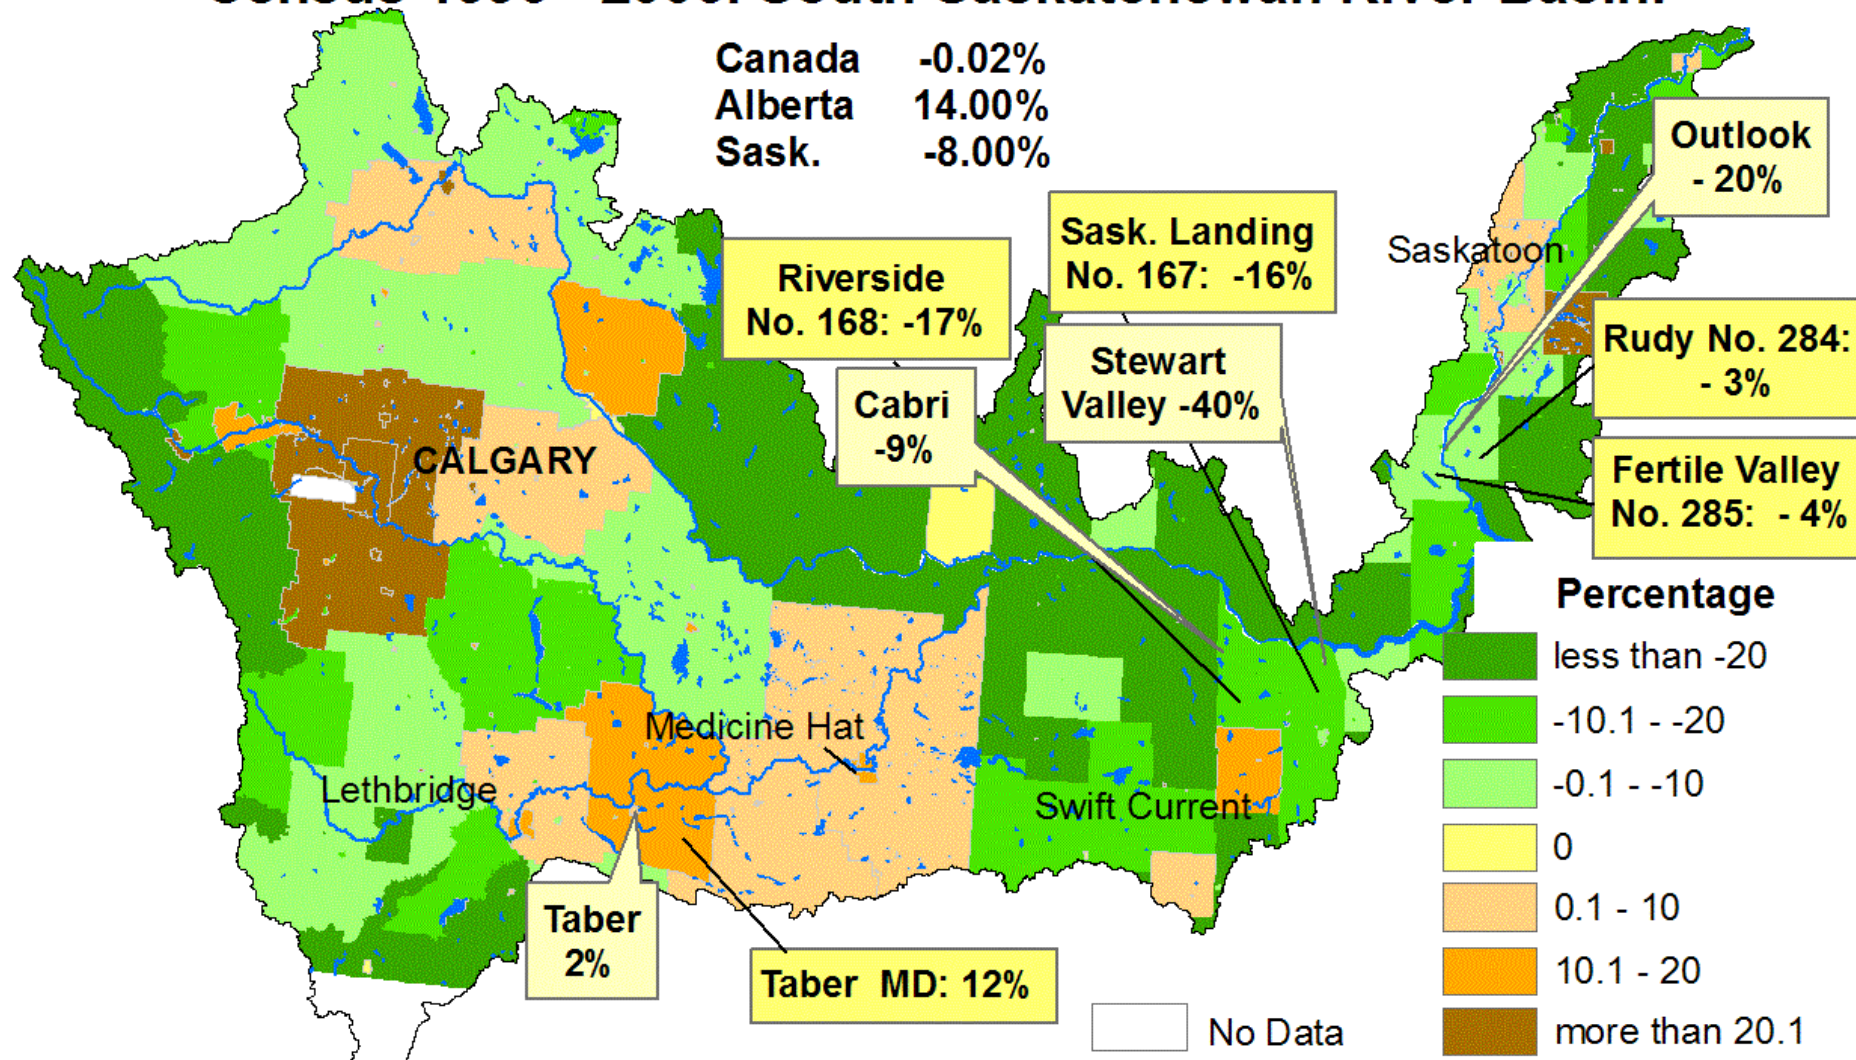 Canada -0.02%
Alberta 14.00%
Sask. -8.00%
Outlook
- 20%
Sask. Landing
No. 167: -16%
Riverside
No. 168: -17%
Saskatoon
Stewart
Valley -40%
Rudy No. 284:
- 3%
Cabri
-9%
CALGARY
Fertile Valley
No. 285: - 4%
Percentage
less than -20
-10.1 - -20
-0.1 - -10
0
0.1 - 10
10.1 - 20
more than 20.1
No Data
Medicine Hat
Lethbridge
Swift Current
Taber
2%
Taber MD: 12%